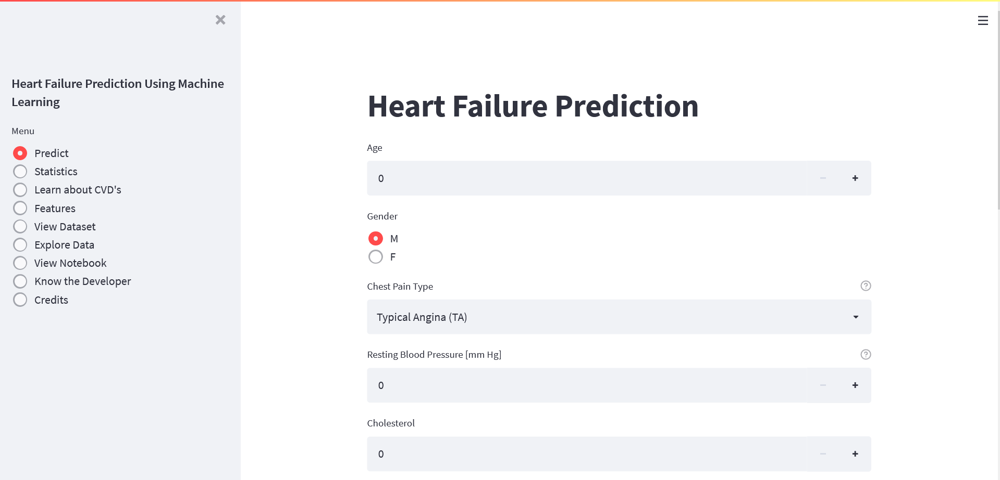 Heart Failure Prediction Using Machine
Learning
Menu
Predict
Statistics
Learn about CVD's
Features
View Dataset
Explore Data
View Notebook
Know the Developer
Credits
Heart Failure Prediction
Age
0
Gender
M
F
Chest Pain Type
Typical Angina (TA)
Resting Blood Pressure [mm Hg]
0
Cholesterol
0